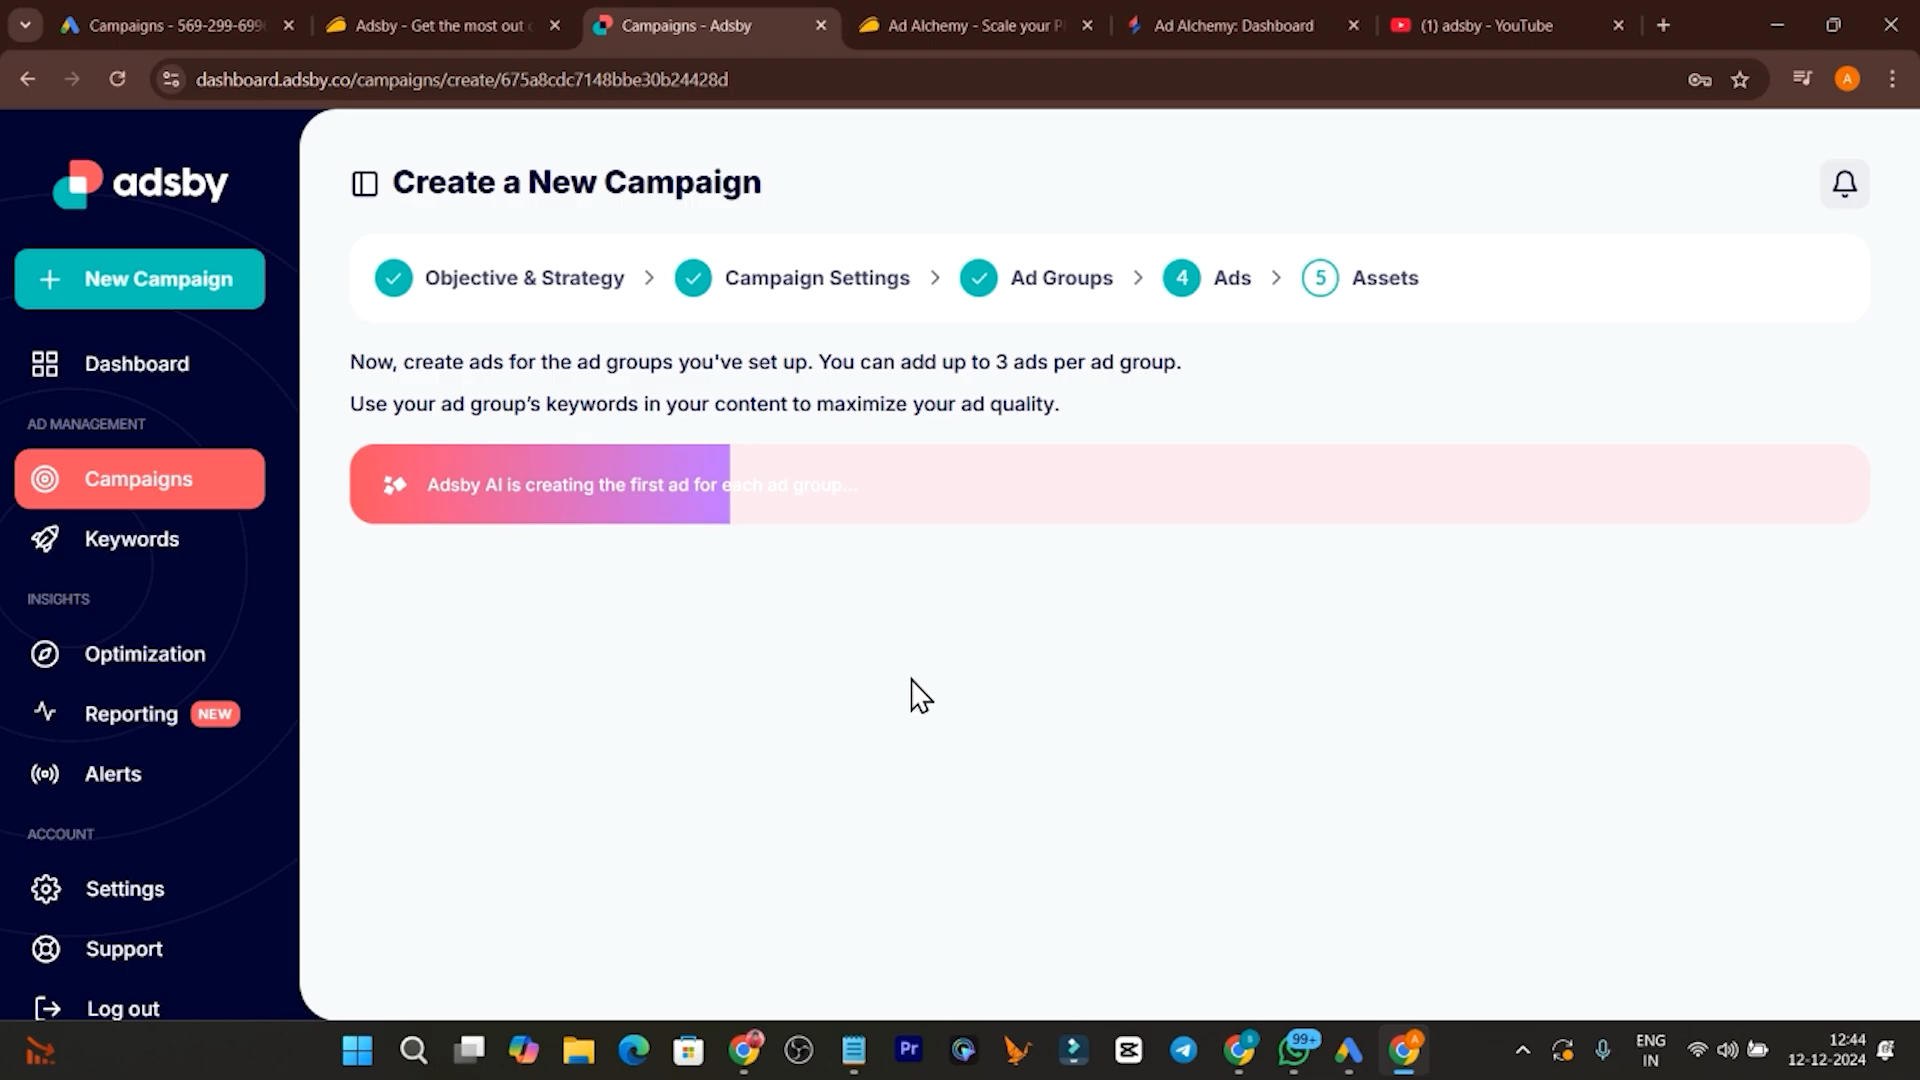 Campaigns - 569-299-699
Adsby - Get the most out o
Campaigns - Adsby
Ad Alchemy - Scale your P
Ad Alchemy: Dashboard
(1) adsby - YouTube
dashboard.adsby.co/campaigns/create/675a8cdc7148bbe30b24428d
A
adsby
New Campaign
Dashboard
AD MANAGEMENT
Campaigns
Keywords
INSIGHTS
Optimization
Reporting NEW
Alerts
ACCOUNT
Settings
Support
Log out
Create a New Campaign
Objective & Strategy
Campaign Settings
Ad Groups
4 Ads
5 Assets
Now, create ads for the ad groups you've set up. You can add up to 3 ads per ad group.
Use your ad group's keywords in your content to maximize your ad quality.
Adsby AI is creating the first ad for each ad group...
Pr
99+
A
ENG
IN
12:44
12-12-2024